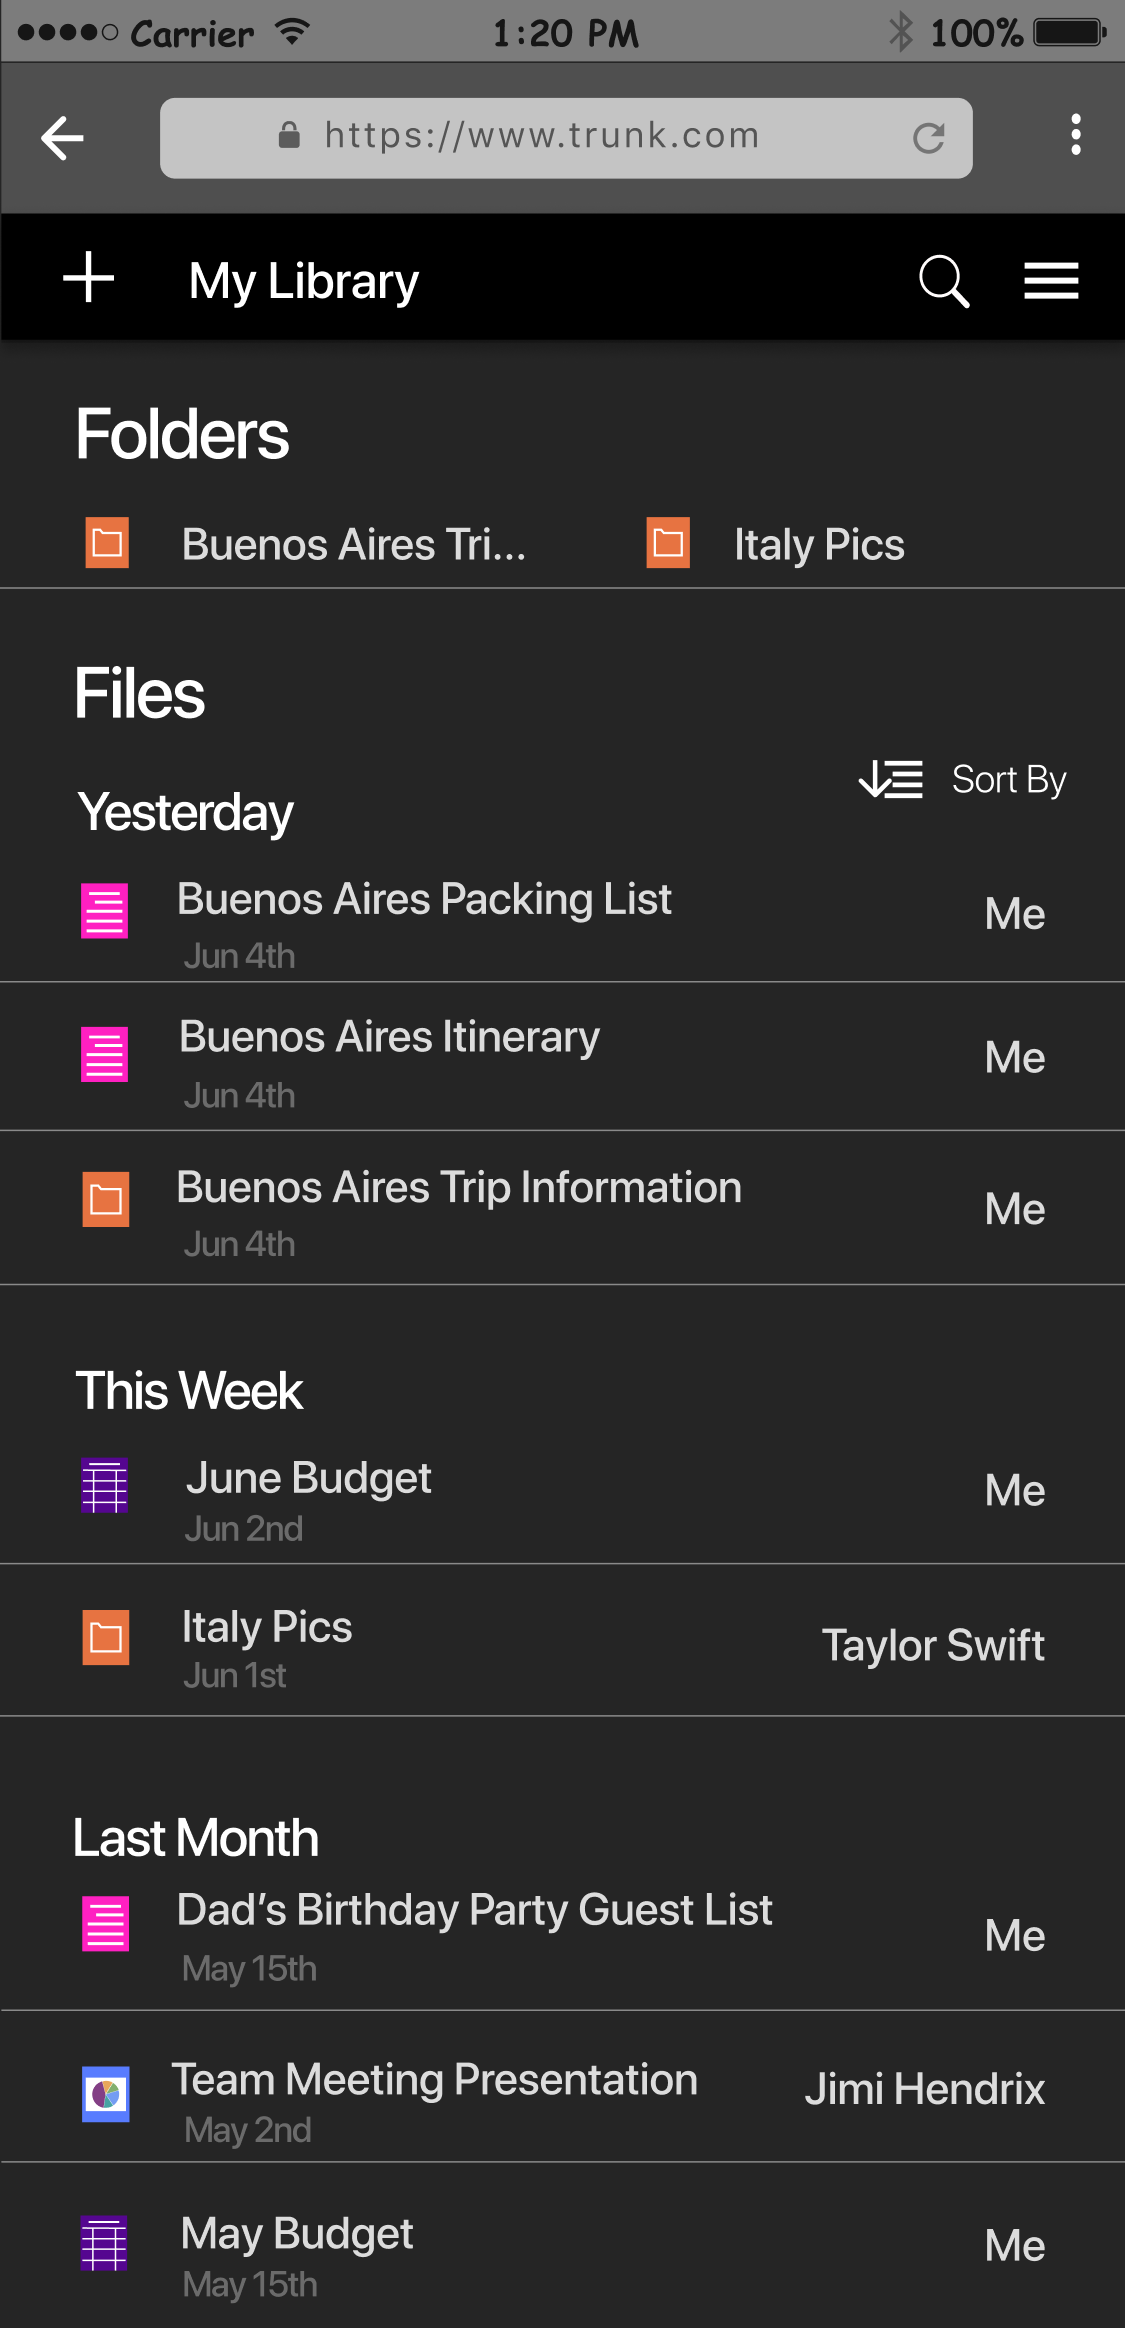 Carrier 1:20 PM 100%
https://www.trunk.com
My Library
Folders
Buenos Aires Tri... Italy Pics
Files
Sort By
Yesterday
Buenos Aires Packing List Me
Jun 4th
Buenos Aires Itinerary Me
Jun 4th
Buenos Aires Trip Information Me
Jun 4th
This Week
June Budget Me
Jun 2nd
Italy Pics Taylor Swift
Jun 1st
Last Month
Dad’s Birthday Party Guest List Me
May 15th
Team Meeting Presentation Jimi Hendrix
May 2nd
May Budget Me
May 15th